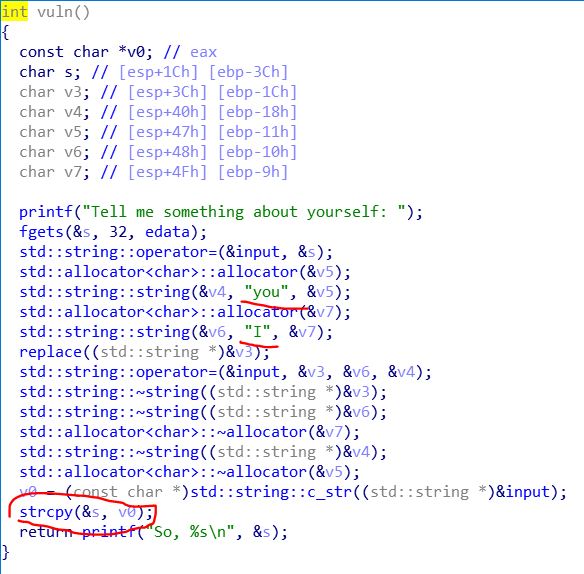 int vuln()
{
const char *v0; // eax
char s; // [esp+1Ch] [ebp-3Ch]
char v3; // [esp+3Ch] [ebp-1Ch]
char v4; // [esp+40h] [ebp-18h]
char v5; // [esp+47h] [ebp-11h]
char v6; // [esp+48h] [ebp-10h]
char v7; // [esp+4Fh] [ebp-9h]
printf("Tell me something about yourself: ");
fgets(&s, 32, edata);
std::string::operator=(&input, &s);
std::allocator<char>::allocator(&v5);
std::string::string(&v4, "you", &v5);
std::allocator<char>::allocator(&v7);
std::string::string(&v6, "I", &v7);
replace((std::string *)&v3);
std::string::operator=(&input, &v3, &v6, &v4);
std::string::~string((std::string *)&v3);
std::string::~string((std::string *)&v6);
std::allocator<char>::~allocator(&v7);
std::string::~string((std::string *)&v4);
std::allocator<char>::~allocator(&v5);
v0 = (const char *)std::string::c_str((std::string *)&input);
strcpy(&s, v0);
return printf("So, %s\n", &s);
}